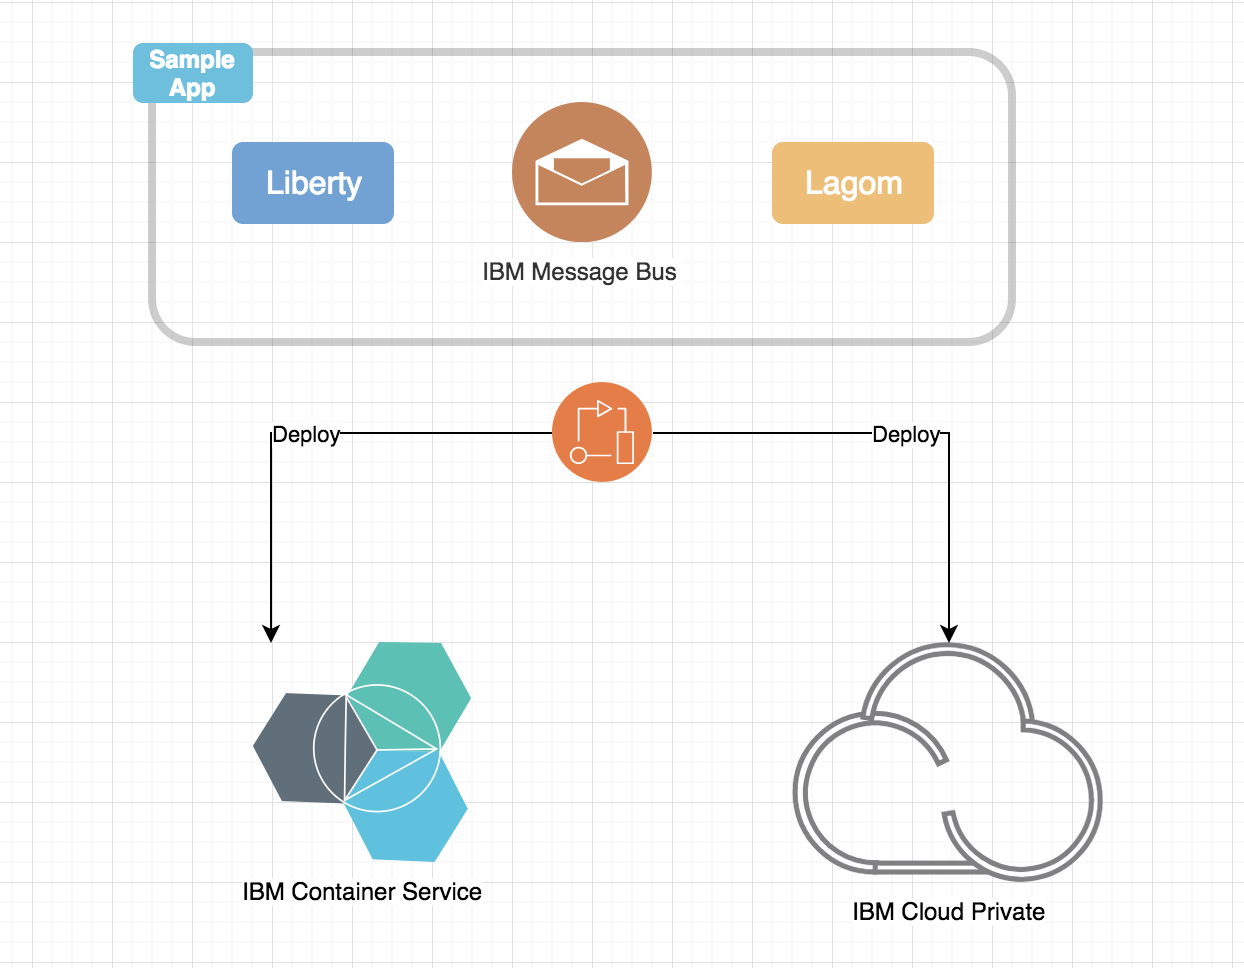 Sample
App
Liberty
Lagom
IBM Message Bus
Deploy
Deploy
IBM Container Service
IBM Cloud Private